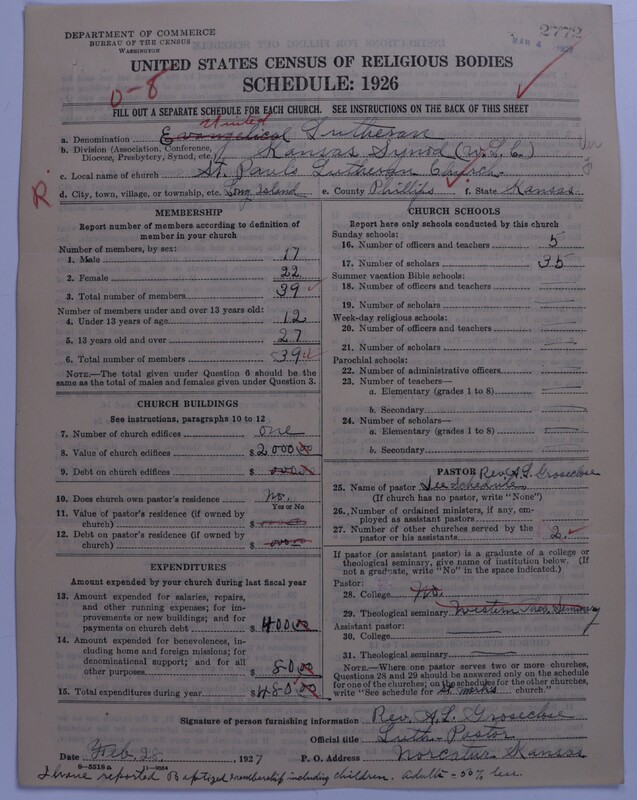 DEPARTMENT OF COMMERCE
BUREAU OF THE CENSUS
WASHINGTON
2772
MAR 4
UNITED STATES CENSUS OF RELIGIOUS BODIES
SCHEDULE: 1926
0-8
FILL OUT A SEPARATE SCHEDULE FOR EACH CHURCH. SEE INSTRUCTIONS ON THE BACK OF THIS SHEET
United
a. Denomination Evangelical Lutheran
b. Division (Association, Conference, Diocese, Presbytery, Synod, etc.) Kansas Synod (U.L.C.)
c. Local name of church St. Pauls Lutheran Church
R.
d. City, town, village, or township, etc. Long Island e. County Phillips f. State Kansas
MEMBERSHIP
Report number of members according to definition of
member in your church
Number of members, by sex:
1. Male 17
2. Female 22
3. Total number of members 39
Number of members under and over 13 years old:
4. Under 13 years of age 12
5. 13 years old and over 27
6. Total number of members 39
NOTE.—The total given under Question 6 should be the
same as the total of males and females given under Question 3.
CHURCH BUILDINGS
See instructions, paragraphs 10 to 12
7. Number of church edifices one
8. Value of church edifices $2000.00
9. Debt on church edifices $ 000.0
10. Does church own pastor's residence? No.
Yes or No
11. Value of pastor's residence (if owned by
church) $
12. Debt on pastor's residence (if owned by
church) $
EXPENDITURES
Amount expended by your church during last fiscal year
13. Amount expended for salaries, repairs,
and other running expenses; for im-
provements or new buildings; and for
payments on church debt $400.00
14. Amount expended for benevolences, in-
cluding home and foreign missions; for
denominational support; and for all
other purposes $ 80.00
15. Total expenditures during year $480.00
CHURCH SCHOOLS
Report here only schools conducted by this church
Sunday schools:
16. Number of officers and teachers 5
17. Number of scholars 35
Summer vacation Bible schools:
18. Number of officers and teachers
19. Number of scholars
Week-day religious schools:
20. Number of officers and teachers
21. Number of scholars
Parochial schools:
22. Number of administrative officers
23. Number of teachers—
a. Elementary (grades 1 to 8)
b. Secondary
24. Number of scholars—
a. Elementary (grades 1 to 8)
b. Secondary
PASTOR Rev. A. L. Groseclose
25. Name of pastor See Schedule
(If church has no pastor, write "None")
26. Number of ordained ministers, if any, em-
ployed as assistant pastors
27. Number of other churches served by the
pastor or his assistants 2
If pastor (or assistant pastor) is a graduate of a college or
theological seminary, give name of institution below. (If
not a graduate, write "No" in the space indicated.)
Pastor:
28. College No.
29. Theological seminary Western Theo. Seminary
Assistant pastor:
30. College
31. Theological seminary
NOTE.—Where one pastor serves two or more churches,
Questions 28 and 29 should be answered only on the schedule
for one of the churches; on the schedules for the other churches,
write "See schedule for St. Mark's church."
Signature of person furnishing information Rev. A. L. Groseclose
Official title Luth. Pastor
Date Feb. 28, 1927 P. O. Address Norcatur Kansas
8-5518a 11-9034
I have reported Baptized membership including children. Adults - 50% less.